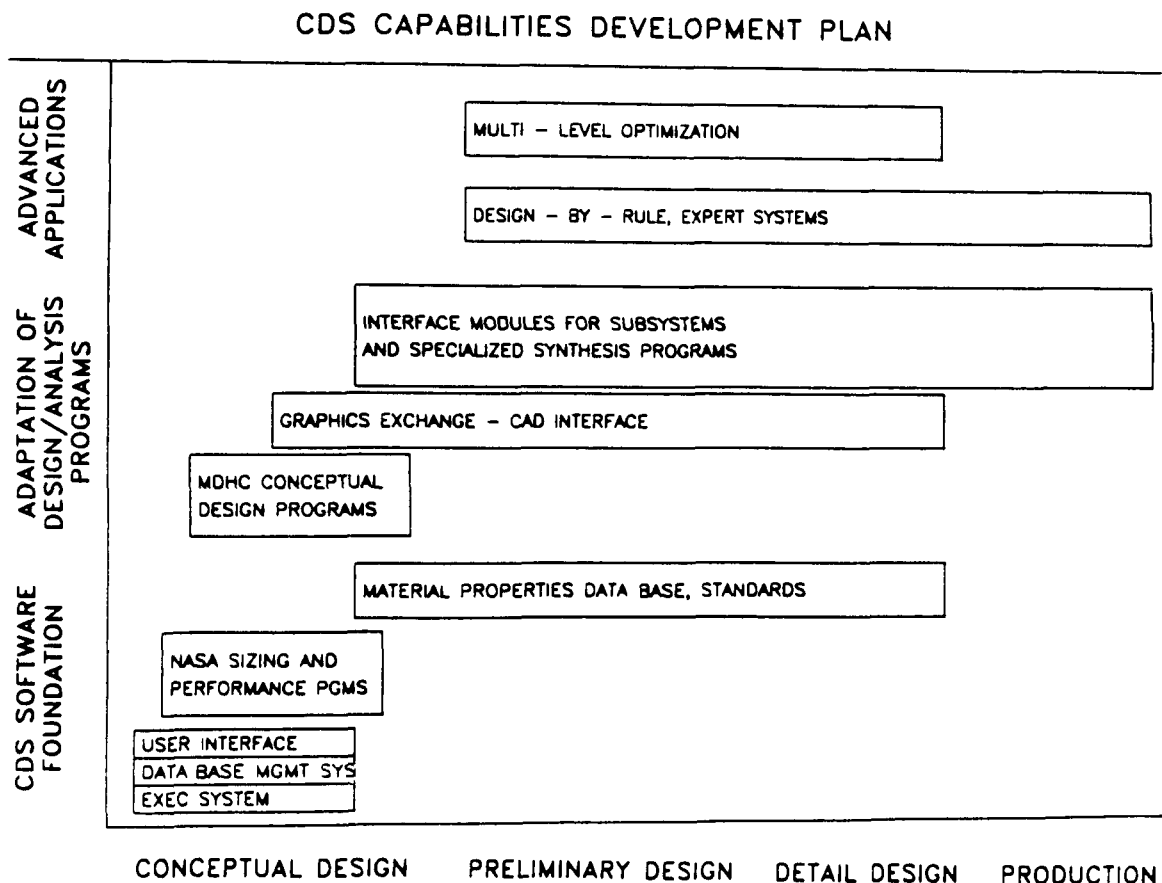 CDS CAPABILITIES DEVELOPMENT PLAN
ADVANCED
APPLICATIONS
MULTI - LEVEL OPTIMIZATION
DESIGN - BY - RULE, EXPERT SYSTEMS
ADAPTATION OF
DESIGN/ANALYSIS
PROGRAMS
INTERFACE MODULES FOR SUBSYSTEMS
AND SPECIALIZED SYNTHESIS PROGRAMS
GRAPHICS EXCHANGE - CAD INTERFACE
MDHC CONCEPTUAL
DESIGN PROGRAMS
CDS SOFTWARE
FOUNDATION
MATERIAL PROPERTIES DATA BASE, STANDARDS
NASA SIZING AND
PERFORMANCE PGMS
USER INTERFACE
DATA BASE MGMT SYS
EXEC SYSTEM
CONCEPTUAL DESIGN PRELIMINARY DESIGN DETAIL DESIGN PRODUCTION